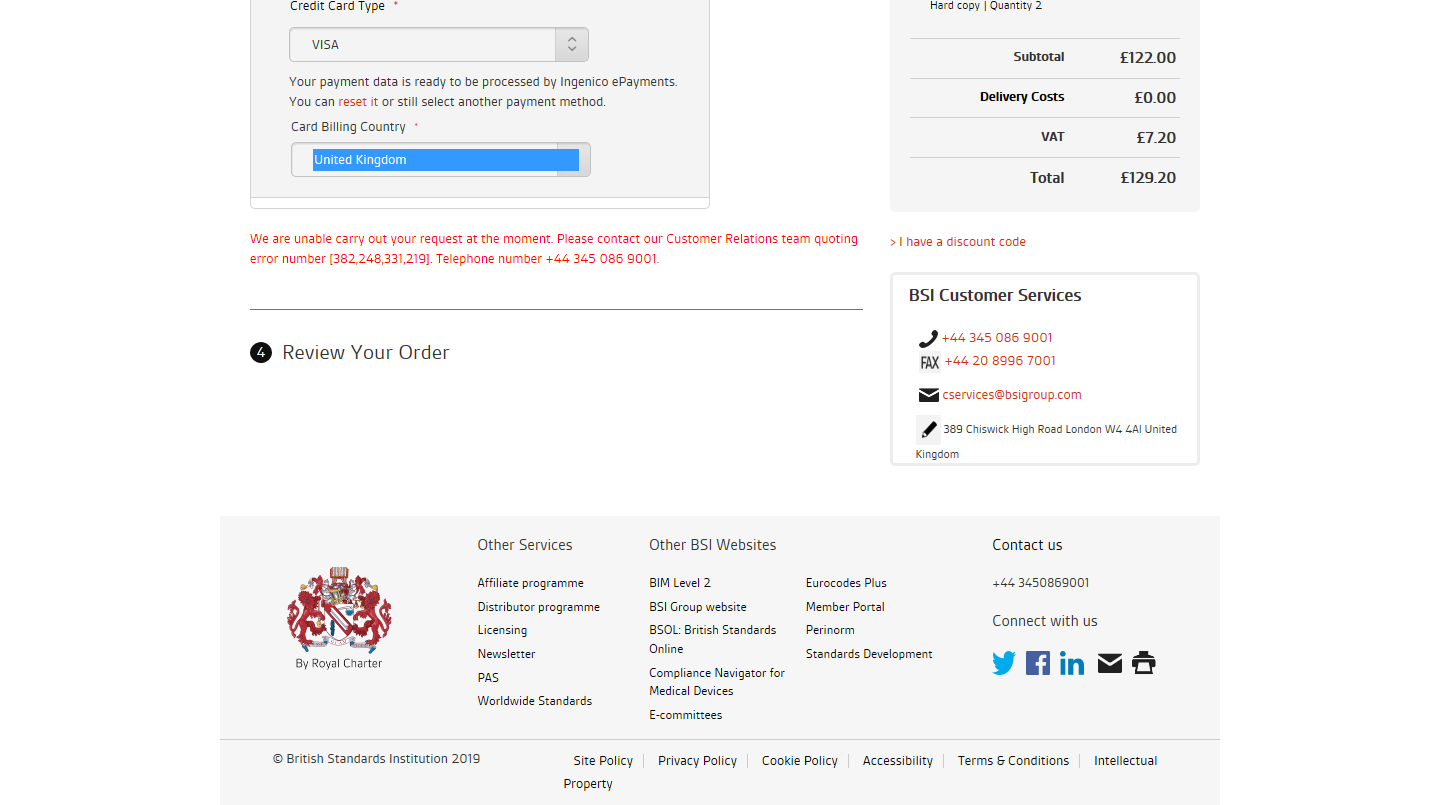 Credit Card Type *
VISA
Your payment data is ready to be processed by Ingenico ePayments.
You can reset it or still select another payment method.
Card Billing Country *
United Kingdom
We are unable carry out your request at the moment. Please contact our Customer Relations team quoting
error number [382,248,331,219]. Telephone number +44 345 086 9001.
4 Review Your Order
Hard copy | Quantity 2
Subtotal £122.00
Delivery Costs £0.00
VAT £7.20
Total £129.20
> I have a discount code
BSI Customer Services
+44 345 086 9001
FAX +44 20 8996 7001
cservices@bsigroup.com
389 Chiswick High Road London W4 4Al United
Kingdom
By Royal Charter
Other Services
Affiliate programme
Distributor programme
Licensing
Newsletter
PAS
Worldwide Standards
Other BSI Websites
BIM Level 2
BSI Group website
BSOL: British Standards
Online
Compliance Navigator for
Medical Devices
E-committees
Eurocodes Plus
Member Portal
Perinorm
Standards Development
Contact us
+44 3450869001
Connect with us
© British Standards Institution 2019
Site Policy | Privacy Policy | Cookie Policy | Accessibility | Terms & Conditions | Intellectual
Property